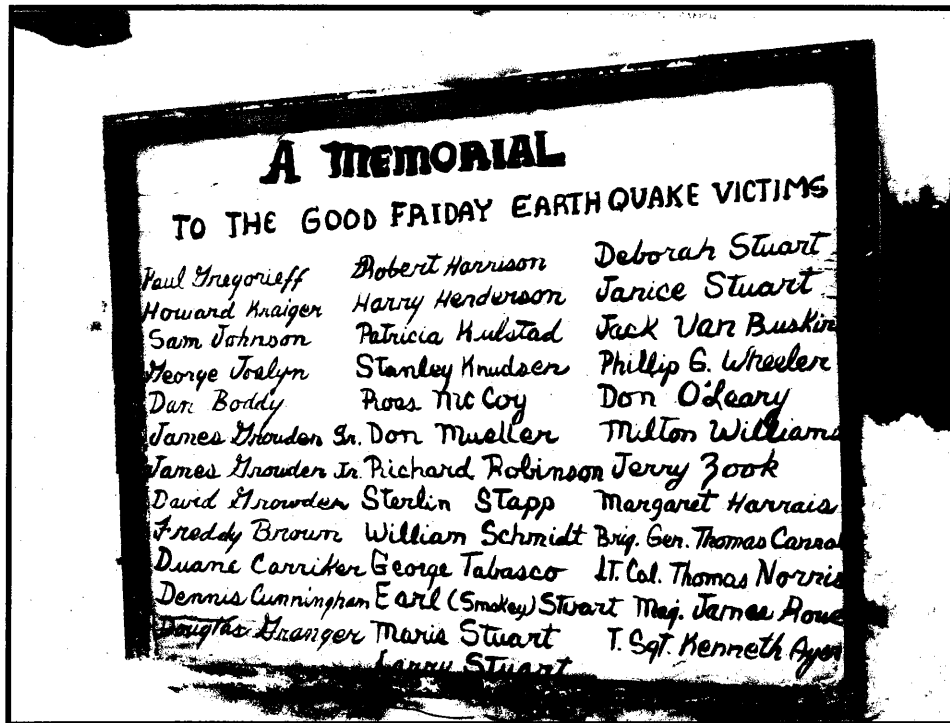 A MEMORIAL
TO THE GOOD FRIDAY EARTHQUAKE VICTIMS
Paul Gregorieff
Howard Kraiger
Sam Johnson
George Joslyn
Dan Boddy
James Growden Sr.
James Growden Jr.
David Growden
Freddy Brown
Duane Carriker
Dennis Cunningham
Douglas Granger
Robert Harrison
Harry Henderson
Patricia Kulstad
Stanley Knudsen
Ross McCoy
Don Mueller
Richard Robinson
Sterlin Stapp
William Schmidt
George Tabasco
Earl (Smokey) Stuart
Maria Stuart
Larry Stuart
Deborah Stuart
Janice Stuart
Jack Van Buskir
Phillip G. Wheeler
Don O'Leary
Milton Williams
Jerry Zook
Margaret Harrais
Brig. Gen. Thomas
LT. Col. Thomas Norris
Maj. James
T. Sgt. Kenneth